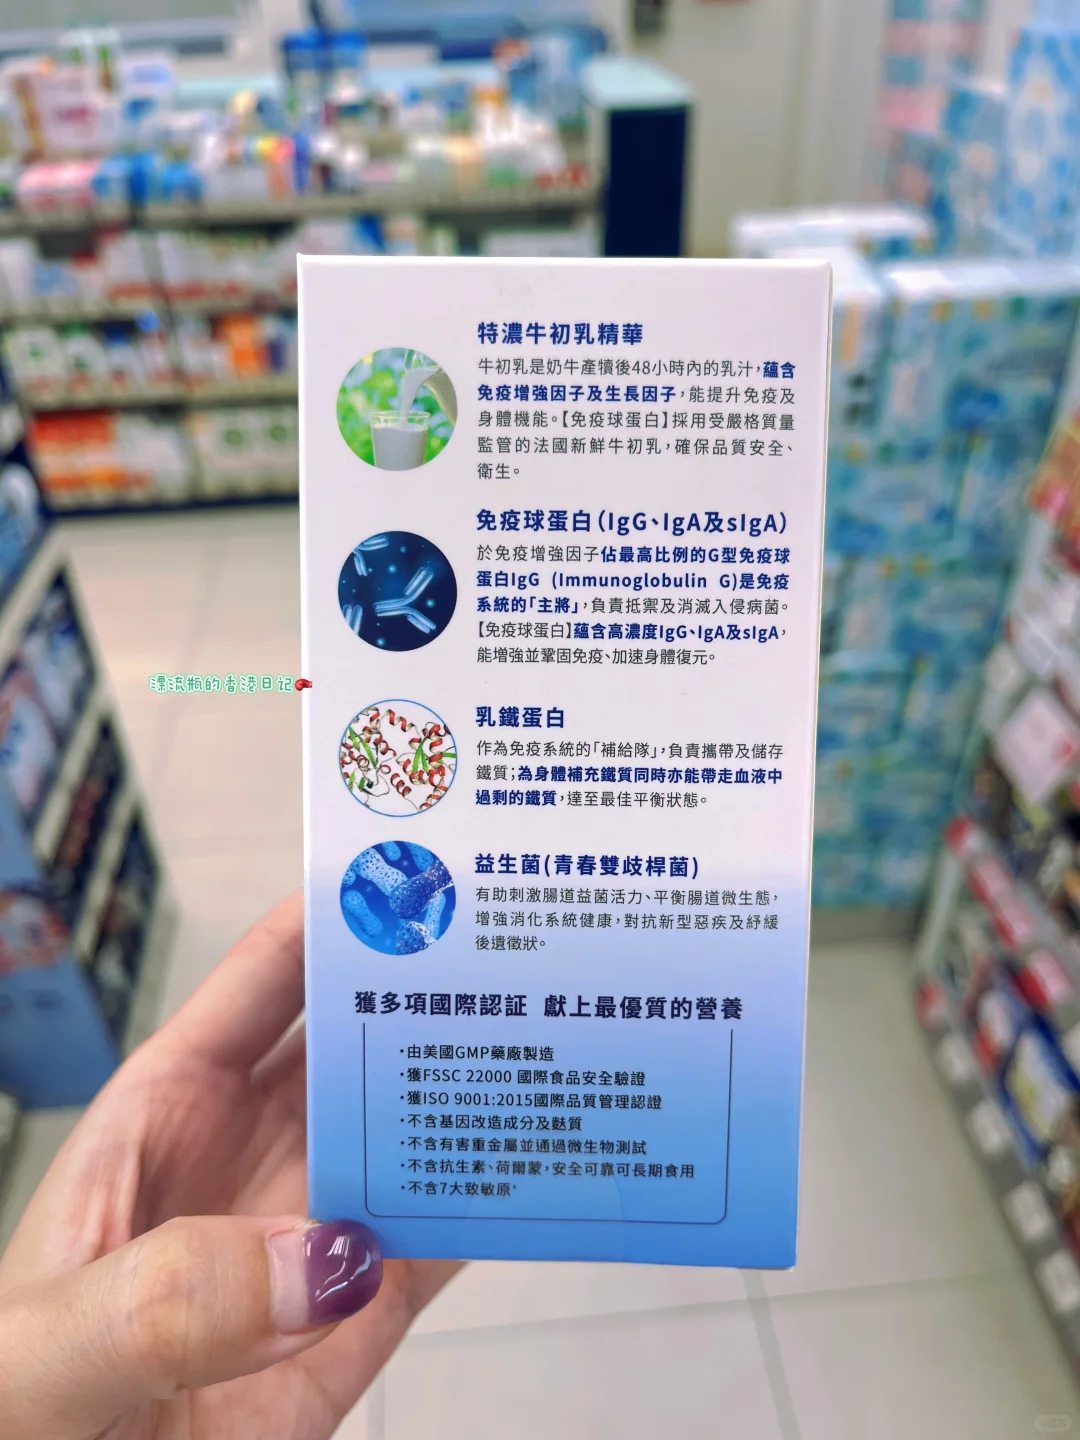 特濃牛初乳精華
牛初乳是奶牛產犢後48小時內的乳汁，蘊含
免疫增強因子及生長因子，能提升免疫及
身體機能。【免疫球蛋白】採用受嚴格質量
監管的法國新鮮牛初乳，確保品質安全、
衛生。
免疫球蛋白（IgG、IgA及sIgA）
於免疫增強因子佔最高比例的G型免疫球
蛋白IgG (Immunoglobulin G)是免疫
系統的「主將」，負責抵禦及消滅入侵病菌。
【免疫球蛋白】蘊含高濃度IgG、IgA及sIgA，
能增強並鞏固免疫、加速身體復元。
漂流瓶的香港日记
乳鐵蛋白
作為免疫系統的「補給隊」，負責攜帶及儲存
鐵質；為身體補充鐵質同時亦能帶走血液中
過剩的鐵質，達至最佳平衡狀態。
益生菌(青春雙歧桿菌)
有助刺激腸道益菌活力、平衡腸道微生態，
增強消化系統健康，對抗新型惡疾及紓緩
後遺徵狀。
獲多項國際認証 獻上最優質的營養
·由美國GMP藥廠製造
·獲FSSC 22000 國際食品安全驗證
·獲ISO 9001:2015國際品質管理認證
·不含基因改造成分及麩質
·不含有害重金屬並通過微生物測試
·不含抗生素、荷爾蒙，安全可靠可長期食用
·不含7大致敏原⁺